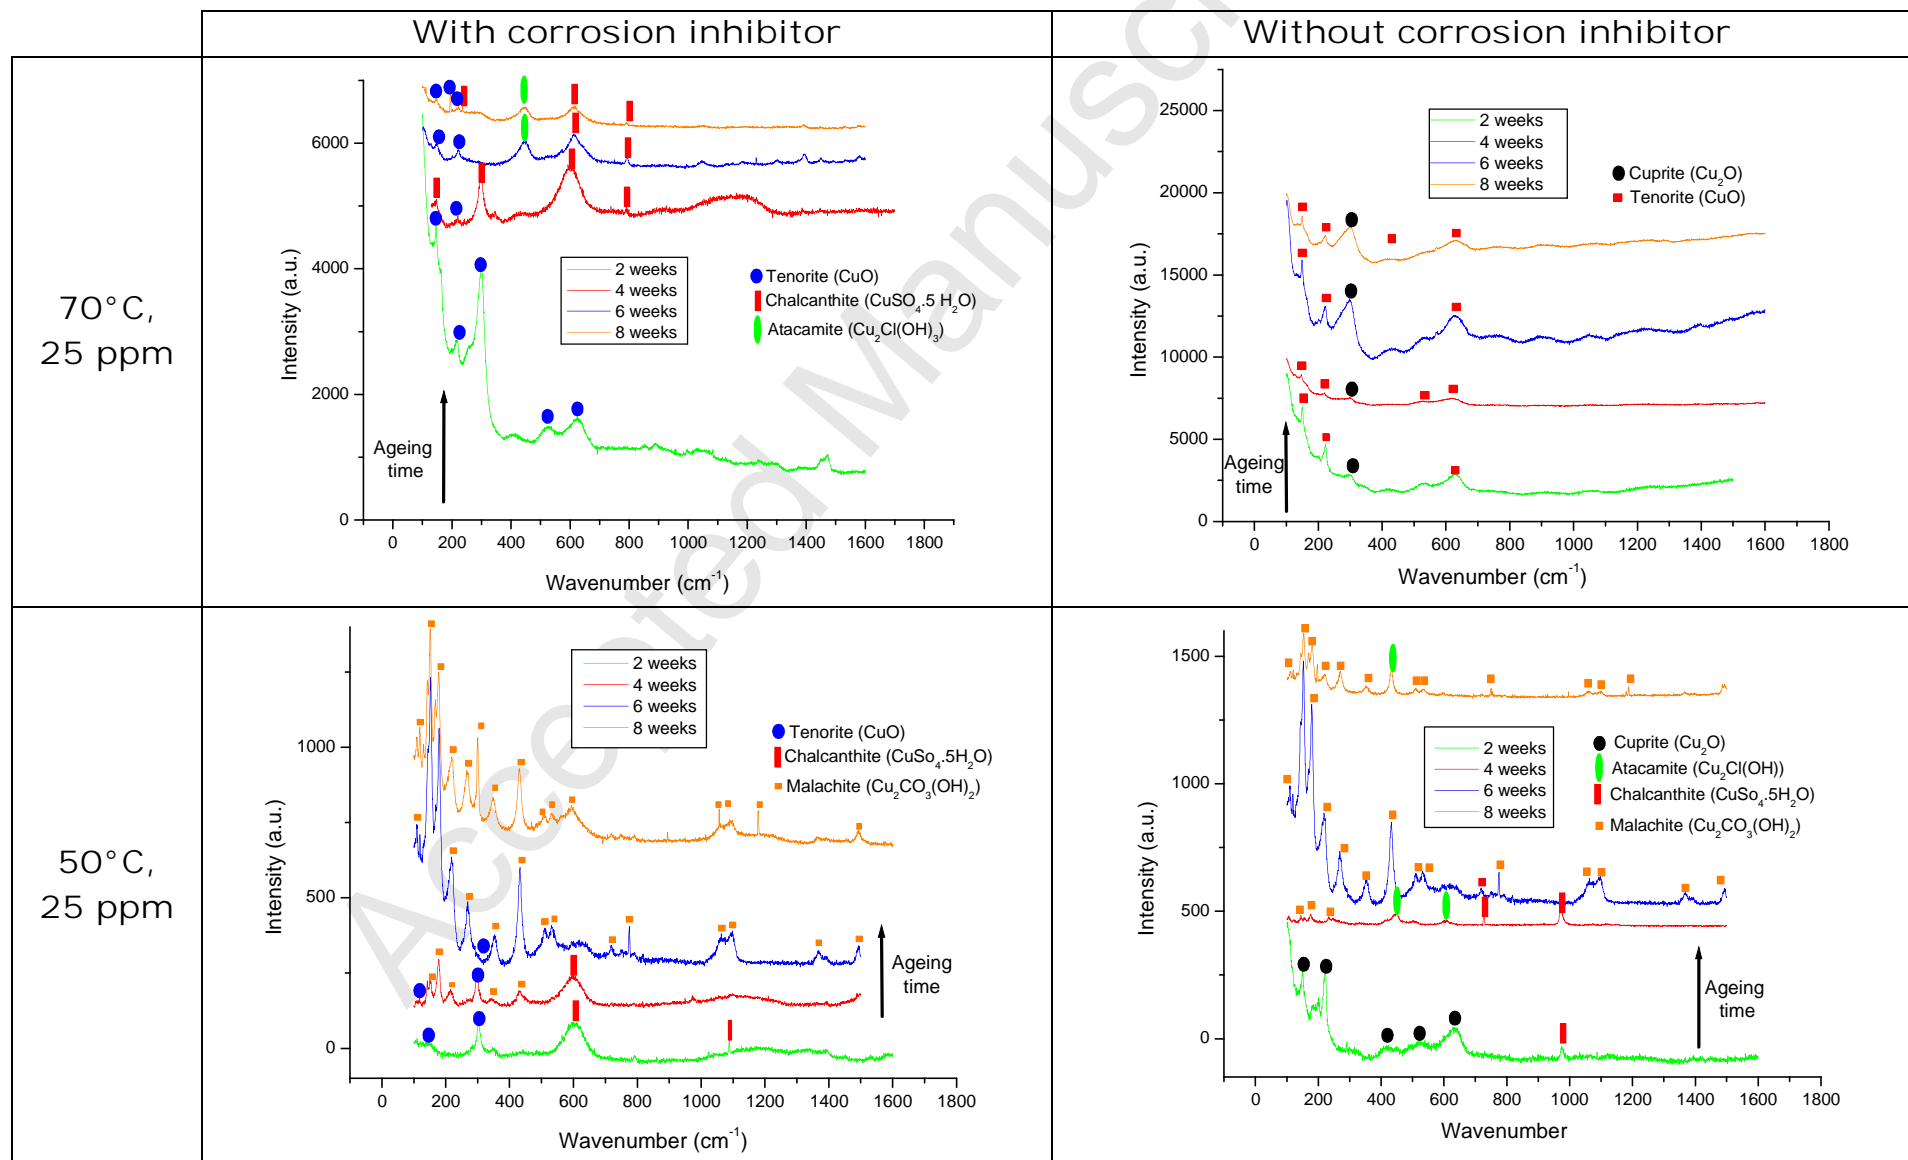 With corrosion inhibitor
Without corrosion inhibitor
70°C,
25 ppm
6000
4000
2000
0
Intensity (a.u.)
2 weeks
4 weeks
6 weeks
8 weeks
Tenorite (CuO)
Chalcanthite (CuSO4.5 H2O)
Atacamite (Cu2Cl(OH)3)
Ageing
time
0 200 400 600 800 1000 1200 1400 1600 1800
Wavenumber (cm-1)
25000
20000
15000
10000
5000
0
Intensity (a.u.)
2 weeks
4 weeks
6 weeks
8 weeks
Cuprite (Cu2O)
Tenorite (CuO)
Ageing
time
0 200 400 600 800 1000 1200 1400 1600 1800
Wavenumber (cm-1)
50°C,
25 ppm
1000
500
0
Intensity (a.u.)
2 weeks
4 weeks
6 weeks
8 weeks
Tenorite (CuO)
Chalcanthite (CuSo4.5H2O)
Malachite (Cu2CO3(OH)2)
Ageing
time
0 200 400 600 800 1000 1200 1400 1600 1800
Wavenumber (cm-1)
1500
1000
500
0
Intensity (a.u.)
2 weeks
4 weeks
6 weeks
8 weeks
Cuprite (Cu2O)
Atacamite (Cu2Cl(OH))
Chalcanthite (CuSo4.5H2O)
Malachite (Cu2CO3(OH)2)
Ageing
time
0 200 400 600 800 1000 1200 1400 1600 1800
Wavenumber
Accepted Manusc